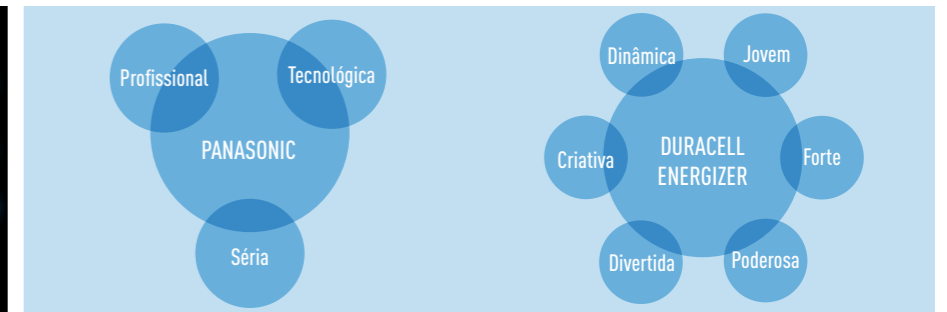 Profissional
Tecnológica
PANASONIC
Séria
Dinâmica
Jovem
Criativa
DURACELL
ENERGIZER
Forte
Divertida
Poderosa